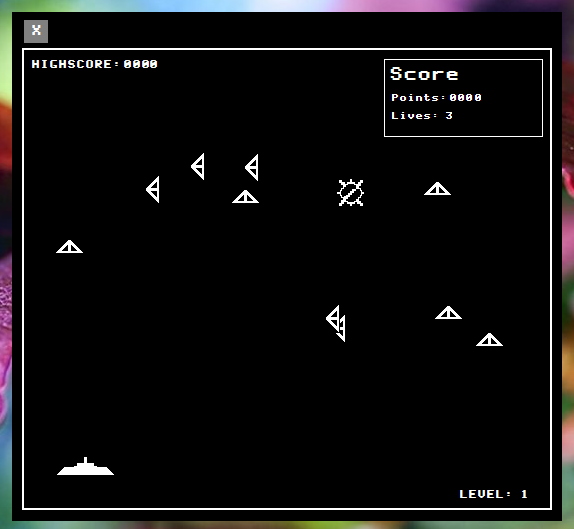 X
HIGHSCORE:0000
Score
Points:0000
Lives: 3
LEVEL: 1